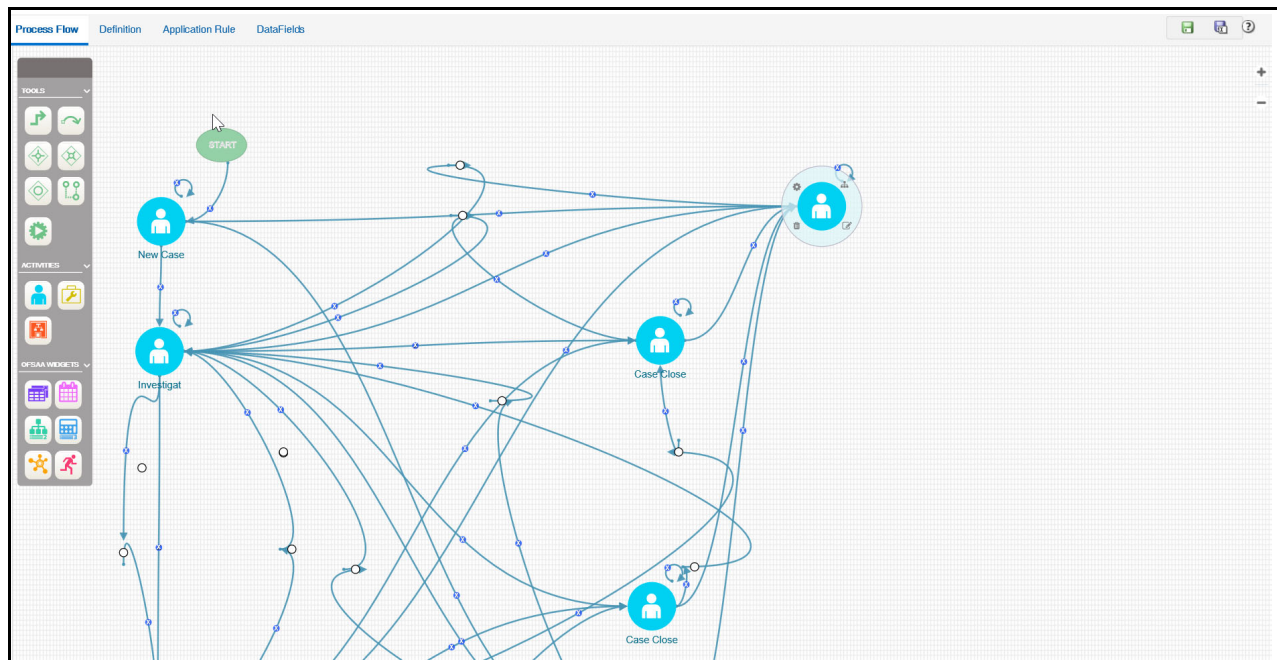 Process Flow Definition Application Rule DataFields
TOOLS
START
New Case
ACTIVITIES
OFSAA WIDGETS
Investigat
Case Close
Case Close